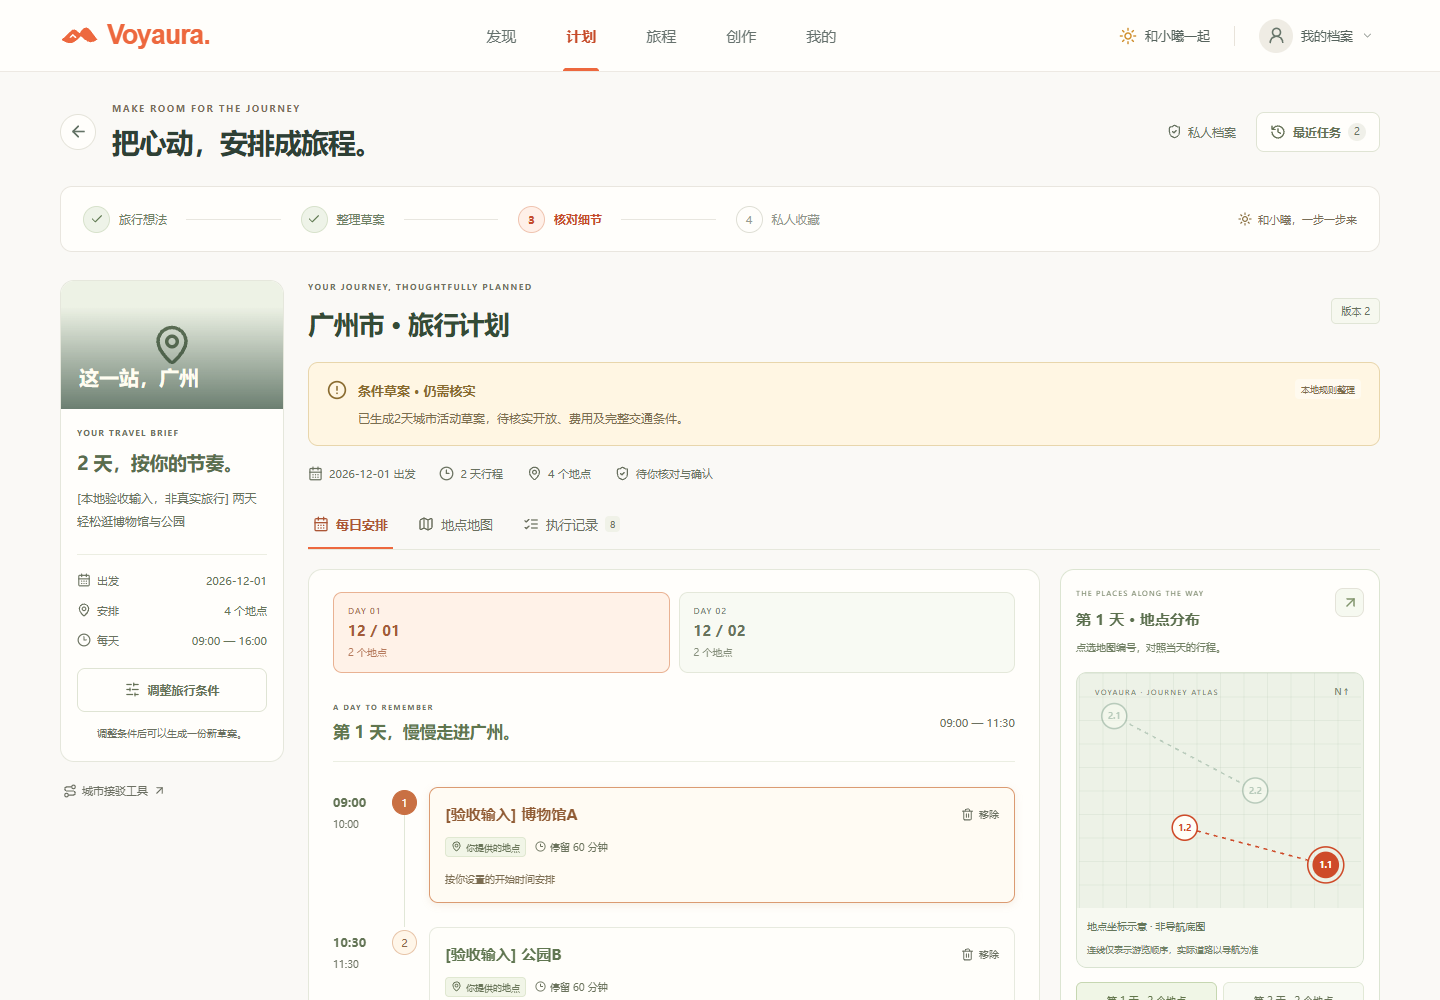 Voyaura.
发现
计划
旅程
创作
我的
和小曦一起
我的档案
MAKE ROOM FOR THE JOURNEY
把心动，安排成旅程。
私人档案
最近任务 2
旅行想法
整理草案
3 核对细节
4 私人收藏
和小曦，一步一步来
这一站，广州
YOUR TRAVEL BRIEF
2 天，按你的节奏。
[本地验收输入，非真实旅行] 两天
轻松逛博物馆与公园
出发 2026-12-01
安排 4 个地点
每天 09:00 — 16:00
调整旅行条件
调整条件后可以生成一份新草案。
城市接驳工具
YOUR JOURNEY, THOUGHTFULLY PLANNED
广州市 • 旅行计划
版本 2
条件草案 • 仍需核实
本地规则整理
已生成2天城市活动草案，待核实开放、费用及完整交通条件。
2026-12-01 出发
2 天行程
4 个地点
待你核对与确认
每日安排
地点地图
执行记录 8
DAY 01
12 / 01
2 个地点
DAY 02
12 / 02
2 个地点
A DAY TO REMEMBER
第 1 天，慢慢走进广州。
09:00 — 11:30
09:00
10:00
1
[验收输入] 博物馆A
移除
你提供的地点
停留 60 分钟
按你设置的开始时间安排
10:30
11:30
2
[验收输入] 公园B
移除
你提供的地点
停留 60 分钟
THE PLACES ALONG THE WAY
第 1 天 • 地点分布
点选地图编号，对照当天的行程。
VOYAURA · JOURNEY ATLAS
N↑
2.1
2.2
1.2
1.1
地点坐标示意 · 非导航底图
连线仅表示游览顺序，实际道路以导航为准
第 1 天 · 2 个地点
第 2 天 · 2 个地点